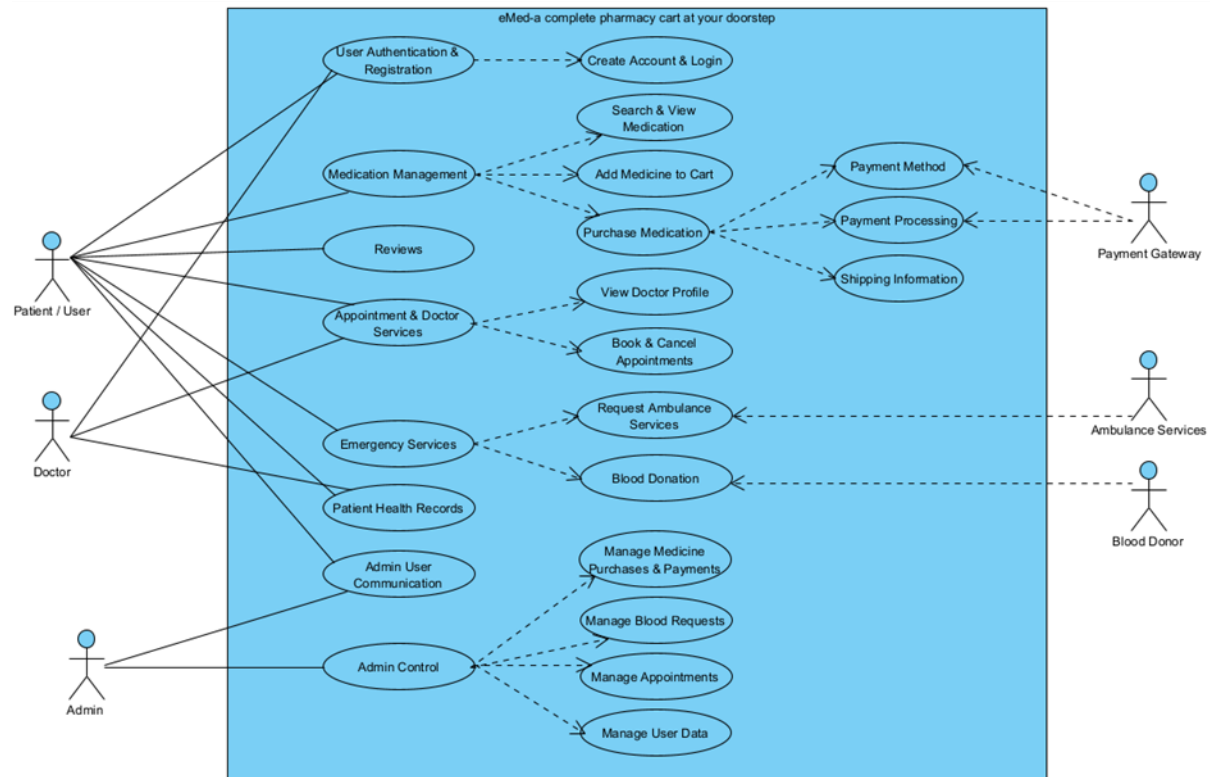 eMed-a complete pharmacy cart at your doorstep
User Authentication &
Registration
Create Account & Login
Search & View
Medication
Medication Management
Add Medicine to Cart
Payment Method
Purchase Medication
Payment Processing
Reviews
Payment Gateway
Shipping Information
View Doctor Profile
Patient / User
Appointment & Doctor
Services
Book & Cancel
Appointments
Request Ambulance
Services
Ambulance Services
Emergency Services
Doctor
Blood Donation
Patient Health Records
Blood Donor
Manage Medicine
Purchases & Payments
Admin User
Communication
Manage Blood Requests
Admin Control
Manage Appointments
Admin
Manage User Data